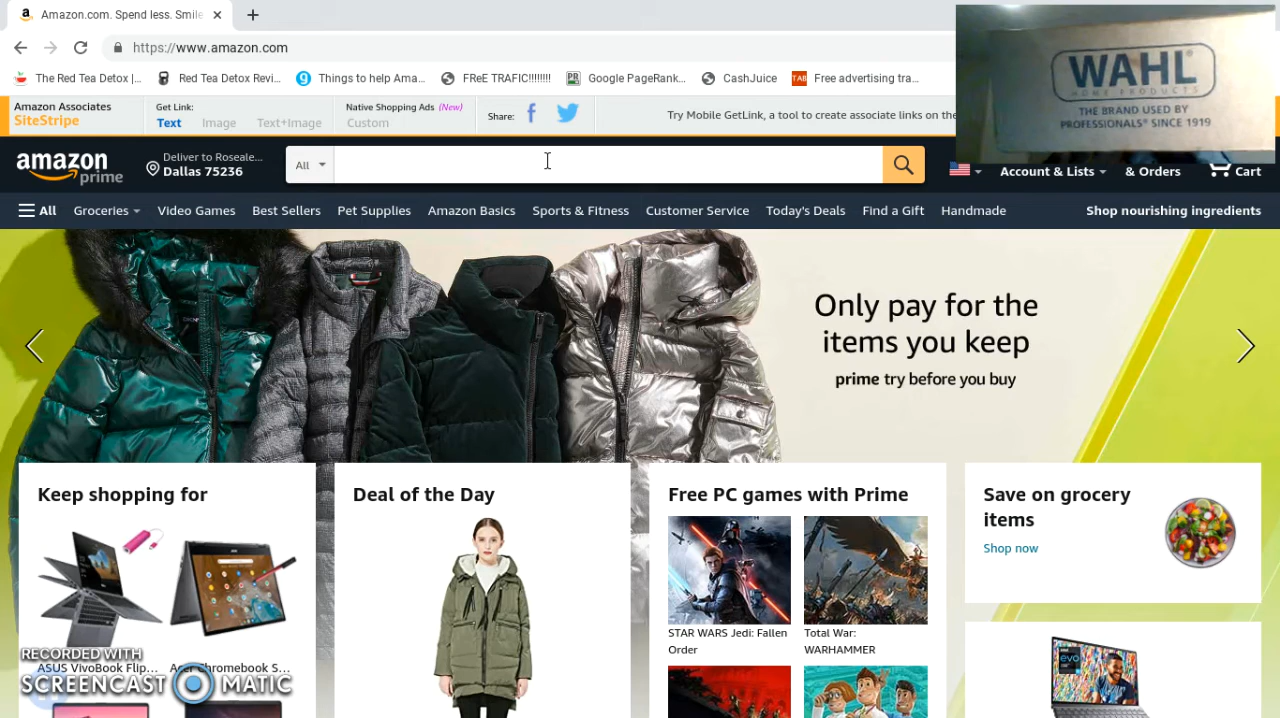 Amazon.com. Spend less. Smile
https://www.amazon.com
The Red Tea Detox |...
Red Tea Detox Revi...
Things to help Ama...
FReE TRAFIC!!!!!!!!
Google PageRank...
CashJuice
Free advertising tra...
WAHL
HOME PRODUCTS
THE BRAND USED BY
PROFESSIONALS® SINCE 1919
Amazon Associates
SiteStripe
Get Link:
Text Image Text+Image
Native Shopping Ads (New)
Custom
Share:
Try Mobile GetLink, a tool to create associate links on the
amazon
prime
Deliver to Roseale...
Dallas 75236
All
Account & Lists
& Orders
Cart
All
Groceries
Video Games
Best Sellers
Pet Supplies
Amazon Basics
Sports & Fitness
Customer Service
Today's Deals
Find a Gift
Handmade
Shop nourishing ingredients
Only pay for the
items you keep
prime try before you buy
Keep shopping for
ASUS VivoBook Flip...
Acer Chromebook S...
Deal of the Day
Free PC games with Prime
STAR WARS Jedi: Fallen
Order
Total War:
WARHAMMER
Save on grocery
items
Shop now
RECORDED WITH
SCREENCAST MATIC